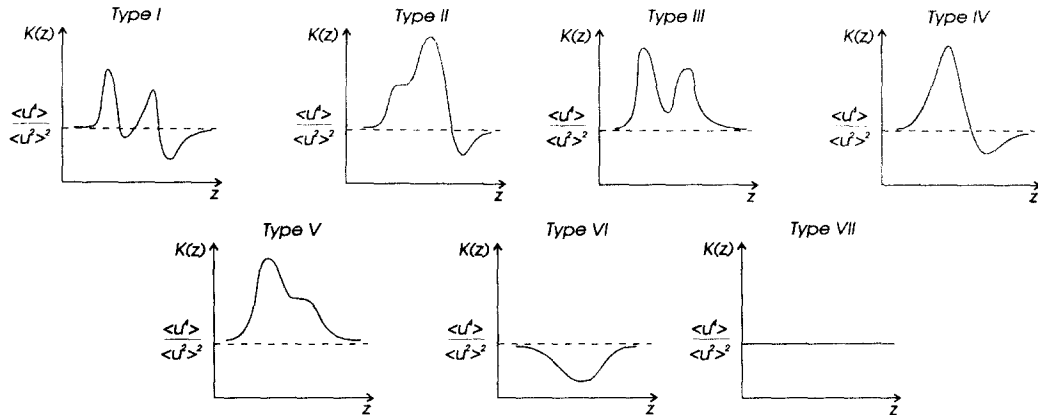 Type I
Type II
Type III
Type IV
K(z)
K(z)
K(z)
K(z)
<u⁴>
<u²>²
<u⁴>
<u²>²
<u⁴>
<u²>²
<u⁴>
<u²>²
z
z
z
z
Type V
Type VI
Type VII
K(z)
K(z)
K(z)
<u⁴>
<u²>²
<u⁴>
<u²>²
<u⁴>
<u²>²
z
z
z